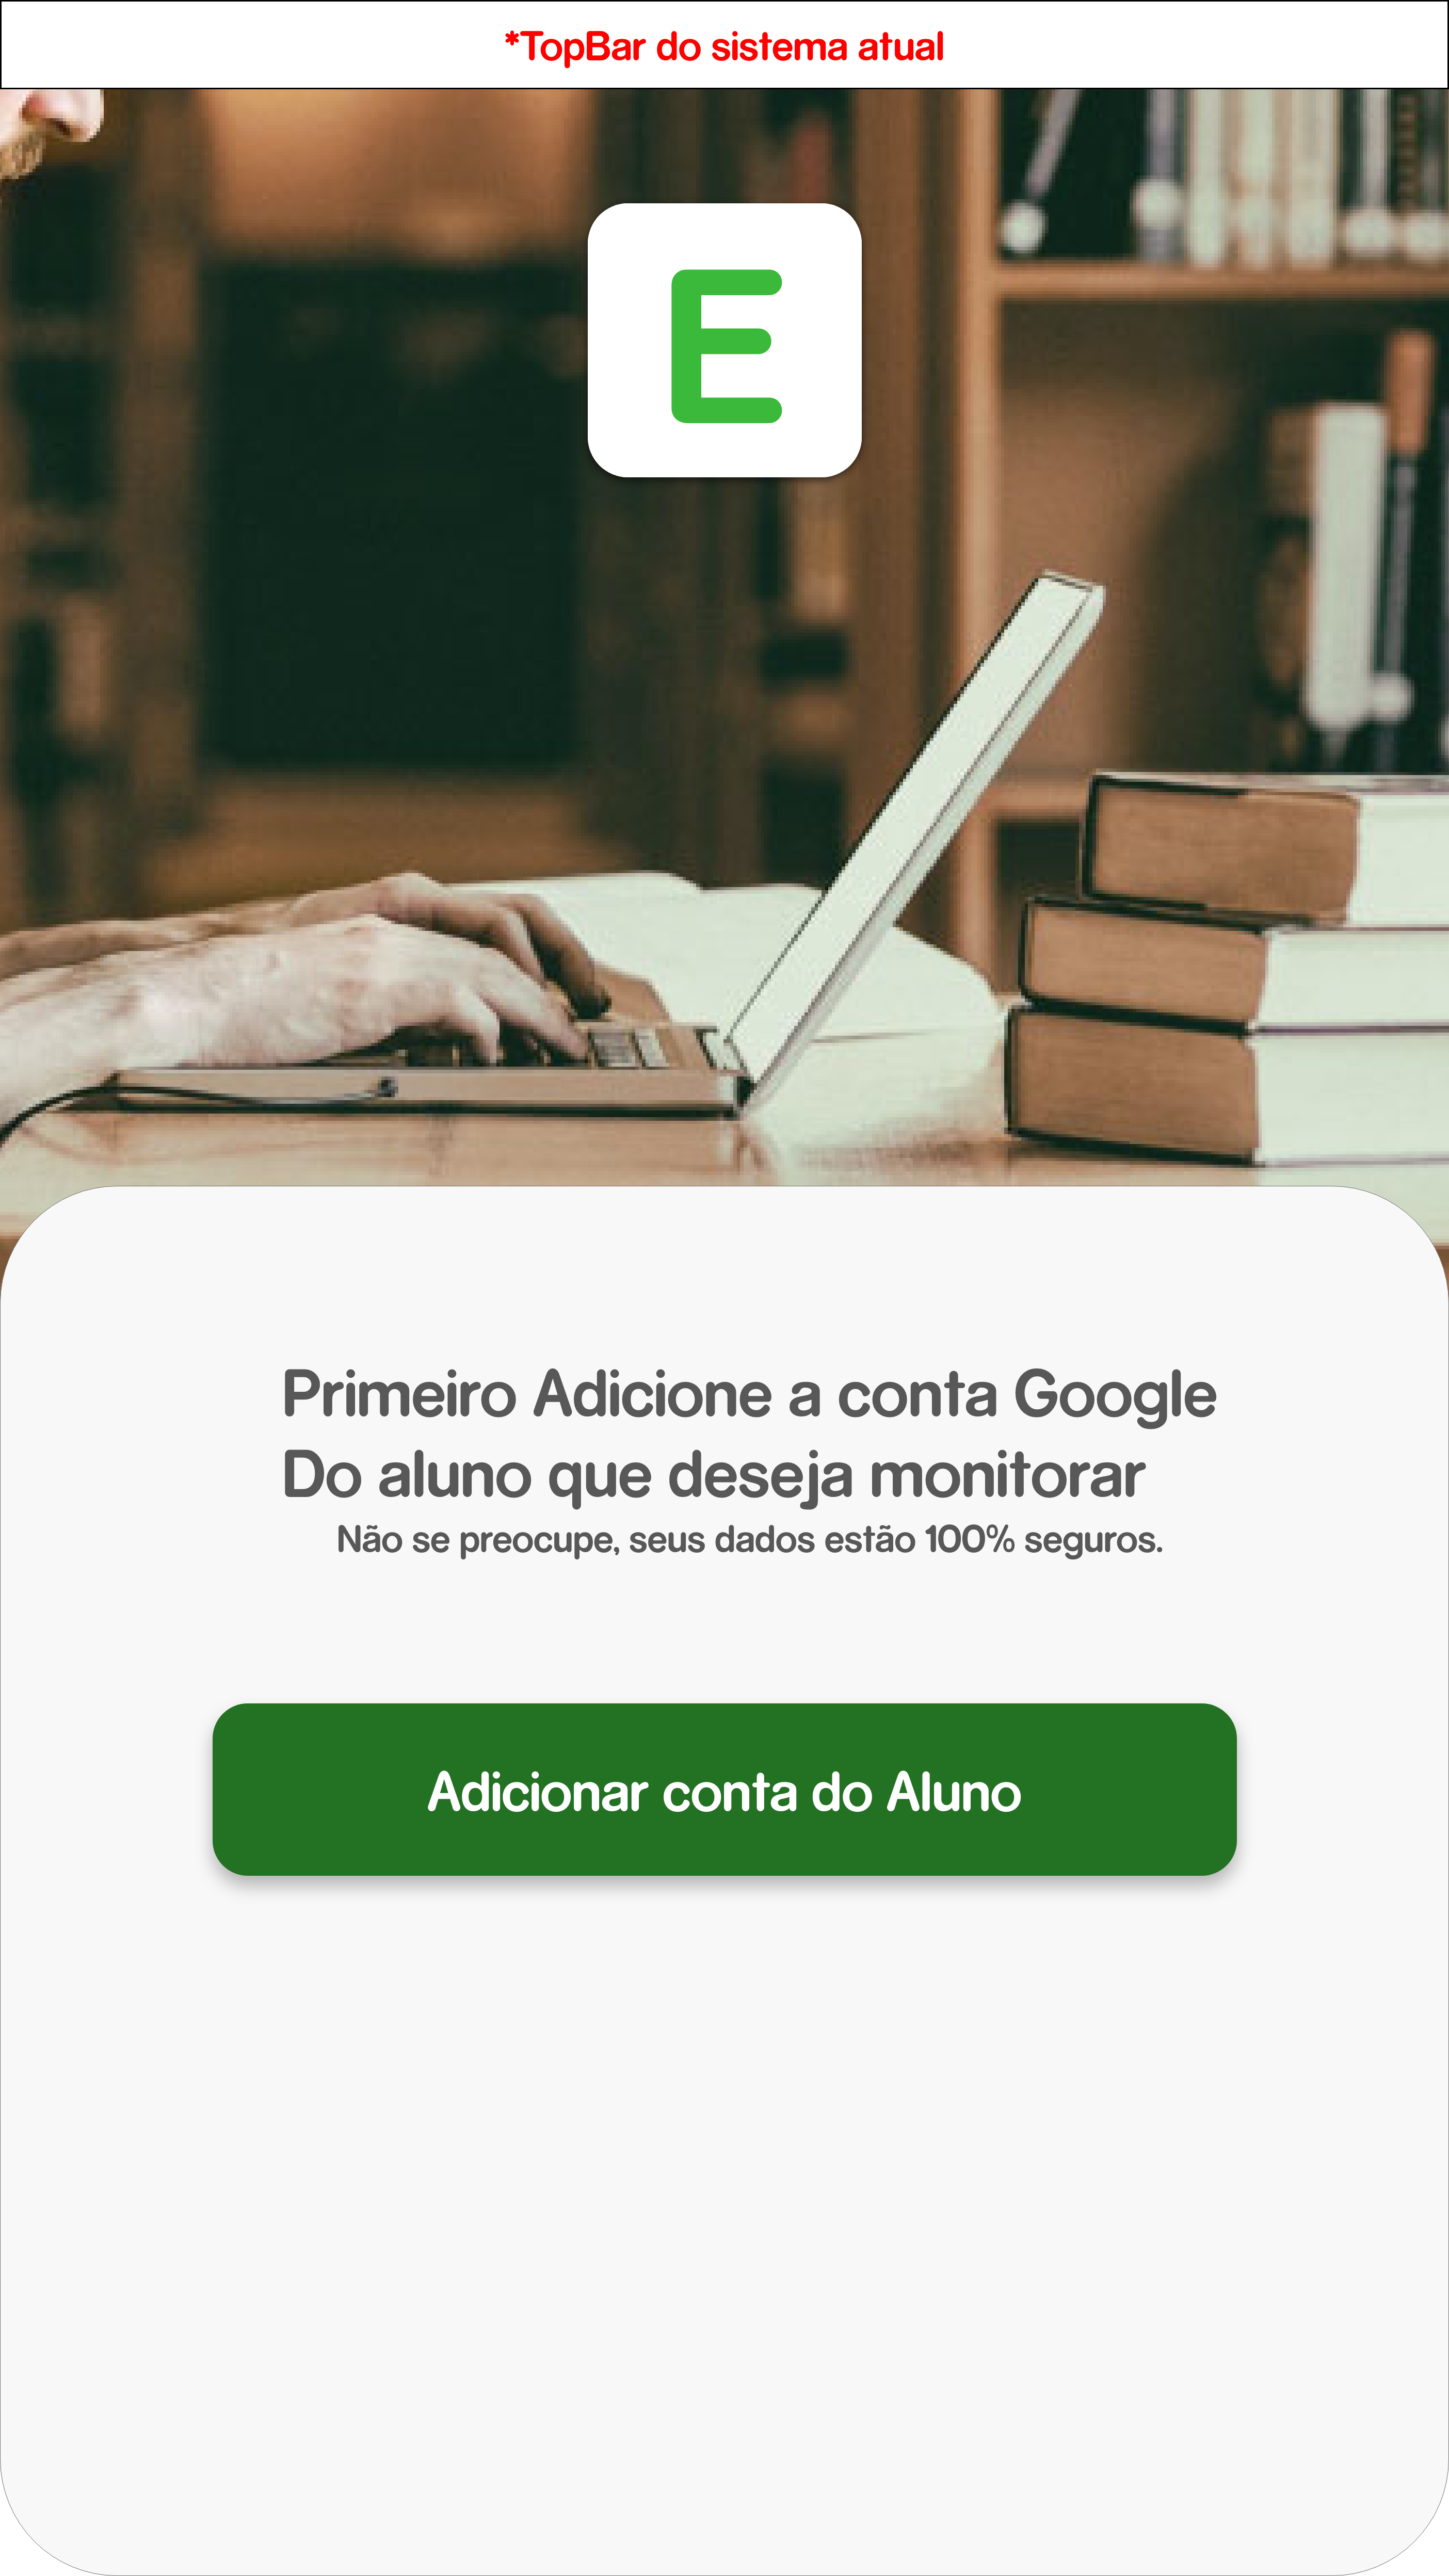 *TopBar do sistema atual
E
Primeiro Adicione a conta Google
Do aluno que deseja monitorar
Não se preocupe, seus dados estão 100% seguros.
Adicionar conta do Aluno